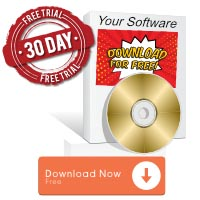 FREE TRIAL
30 DAY
FREE TRIAL
Your Software
DOWNLOAD
FOR FREE!
Download Now
Free